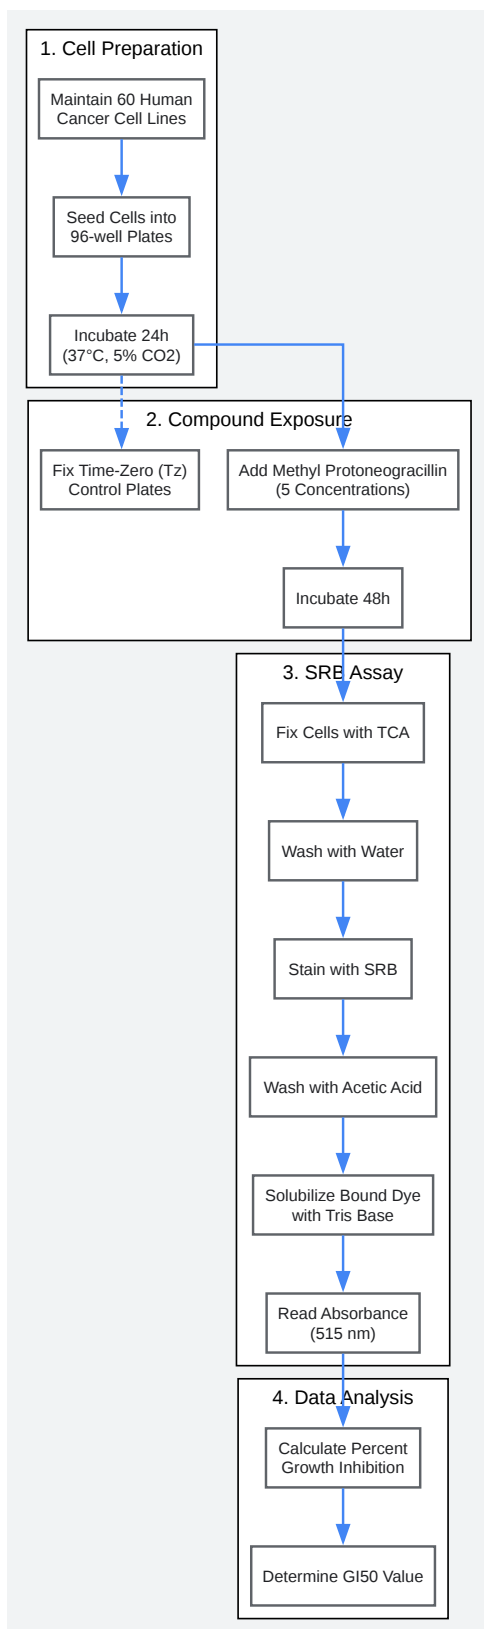 1. Cell Preparation
Maintain 60 Human
Cancer Cell Lines
Seed Cells into
96-well Plates
Incubate 24h
(37°C, 5% CO2)
2. Compound Exposure
Fix Time-Zero (Tz)
Control Plates
Add Methyl Protoneogracillin
(5 Concentrations)
Incubate 48h
3. SRB Assay
Fix Cells with TCA
Wash with Water
Stain with SRB
Wash with Acetic Acid
Solubilize Bound Dye
with Tris Base
Read Absorbance
(515 nm)
4. Data Analysis
Calculate Percent
Growth Inhibition
Determine GI50 Value